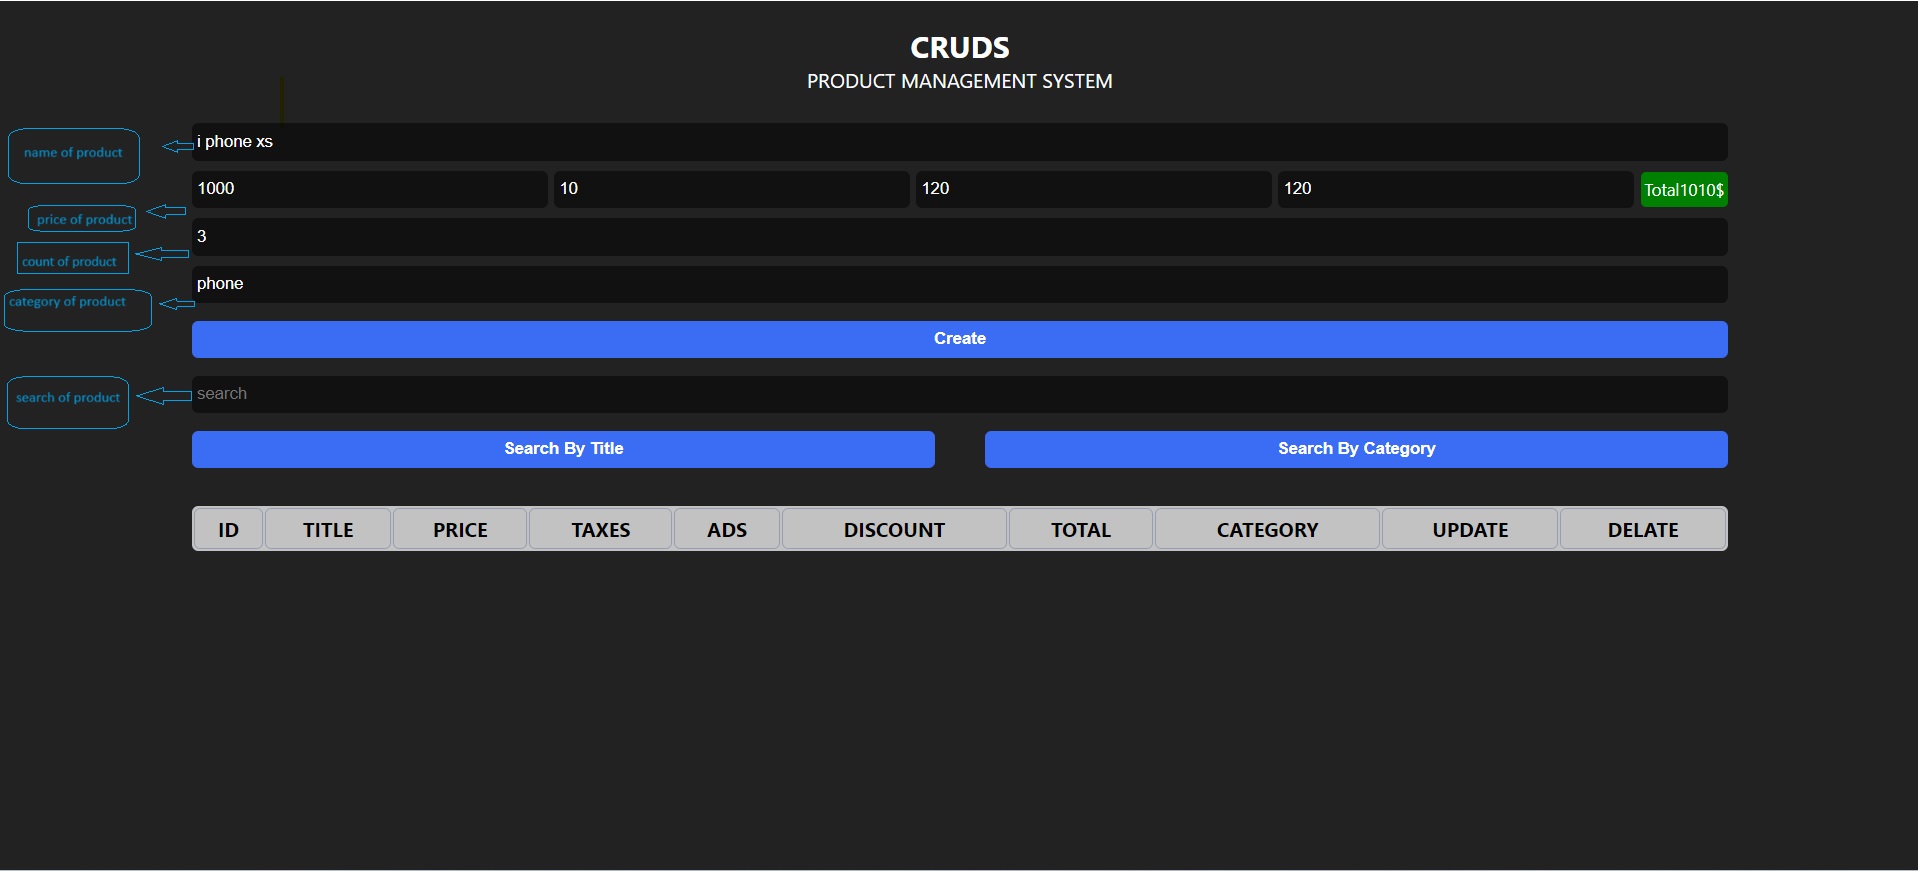 CRUDS
PRODUCT MANAGEMENT SYSTEM
name of product
i phone xs
price of product
1000 10 120 120 Total1010$
count of product
3
category of product
phone
Create
search of product
search
Search By Title Search By Category
ID TITLE PRICE TAXES ADS DISCOUNT TOTAL CATEGORY UPDATE DELATE